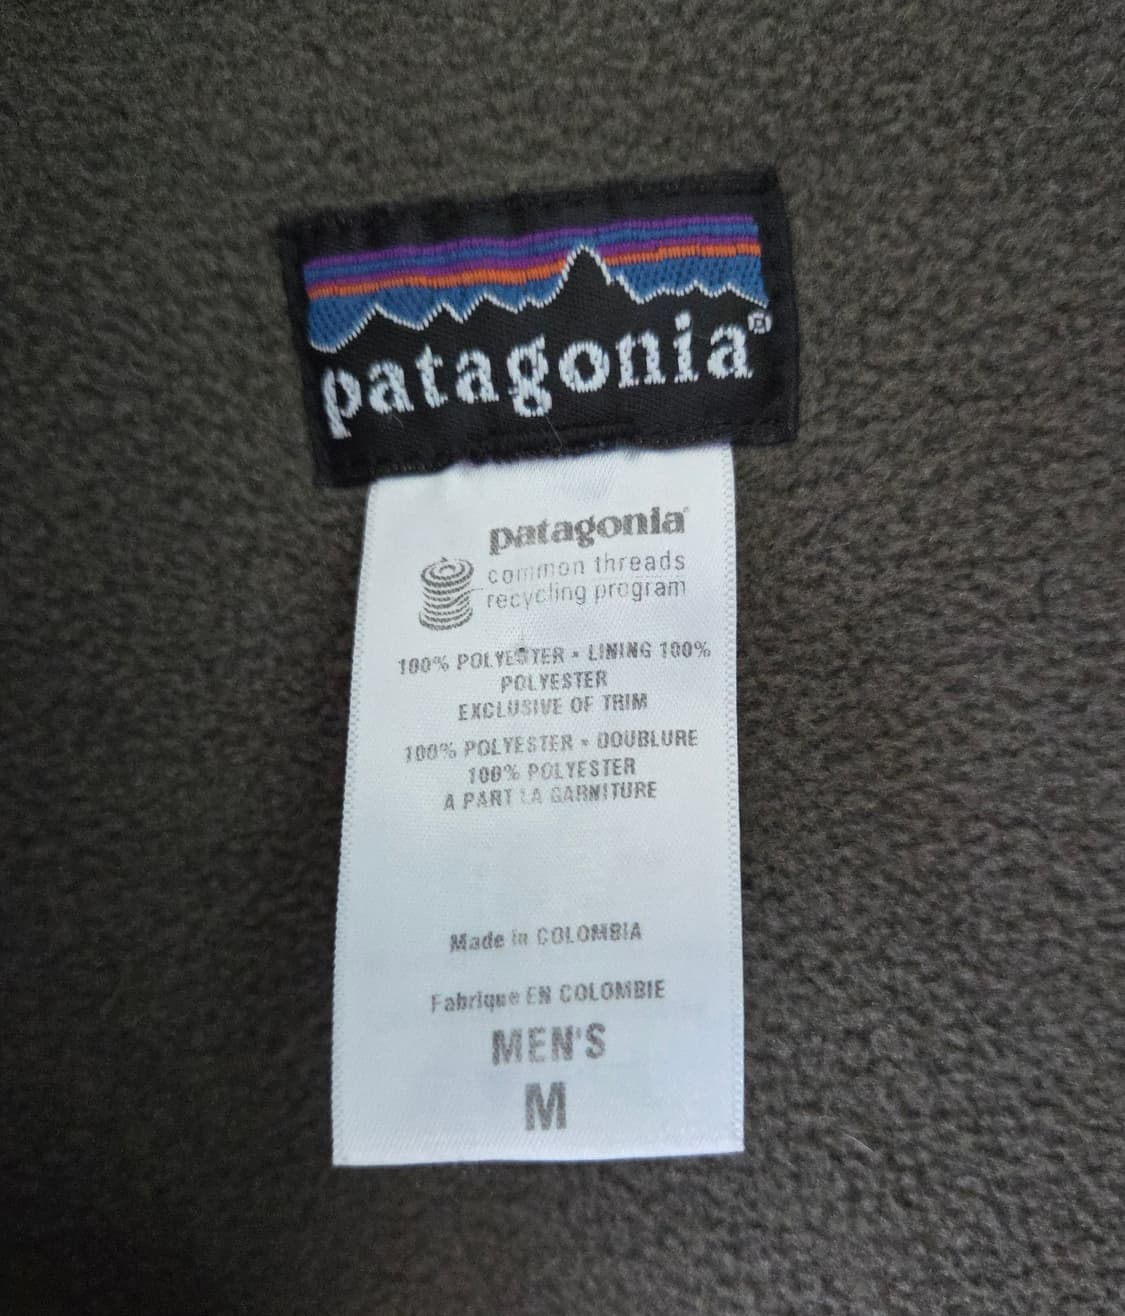 patagonia®
patagonia®
common threads
recycling program
100% POLYESTER • LINING 100%
POLYESTER
EXCLUSIVE OF TRIM
100% POLYESTER • DOUBLURE
100% POLYESTER
A PART LA GARNITURE
Made in COLOMBIA
Fabrique EN COLOMBIE
MEN'S
M